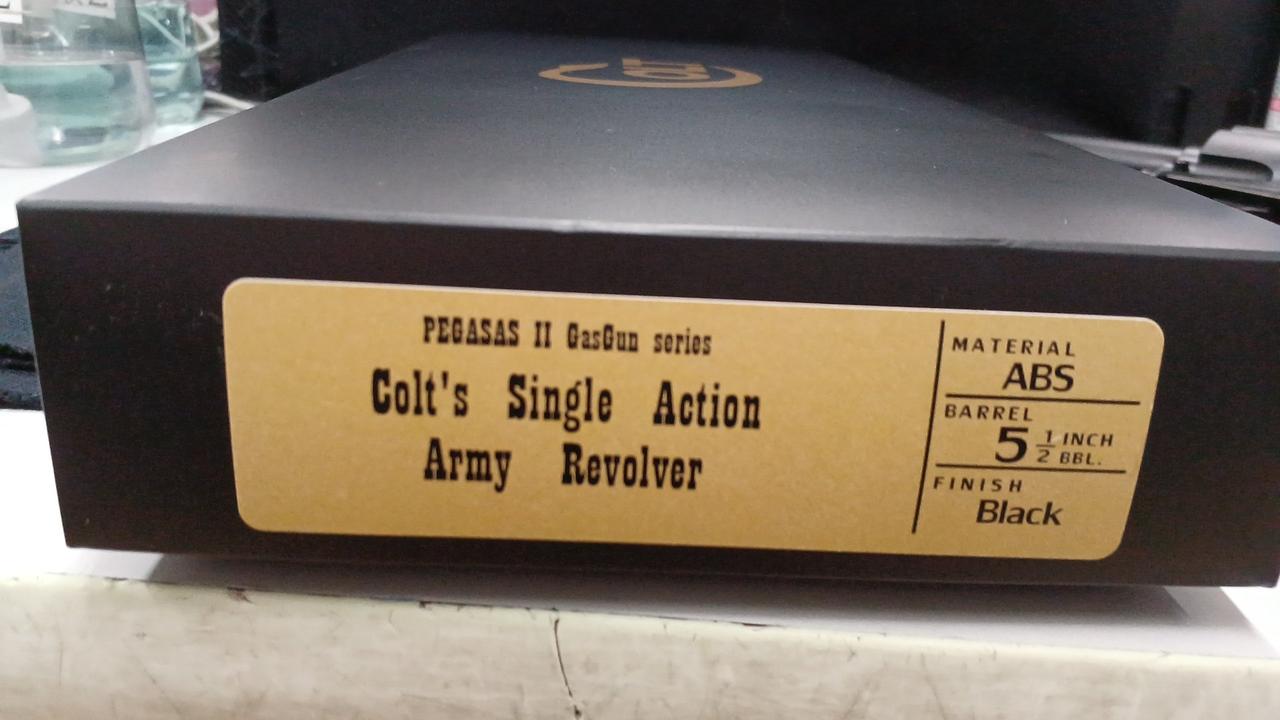 COLT
PEGASAS II GasGun series
Colt's Single Action
Army Revolver
MATERIAL
ABS
BARREL
5 1/2 INCH BBL.
FINISH
Black